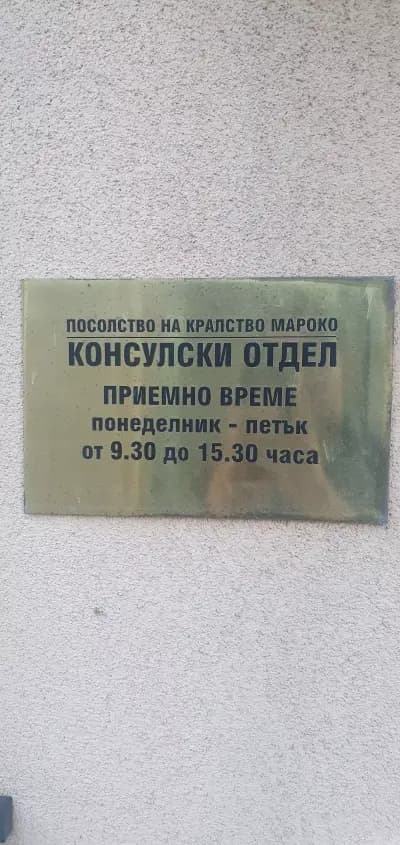 ПОСОЛСТВО НА КРАЛСТВО МАРОКО
КОНСУЛСКИ ОТДЕЛ
ПРИЕМНО ВРЕМЕ
понеделник - петък
от 9.30 до 15.30 часа